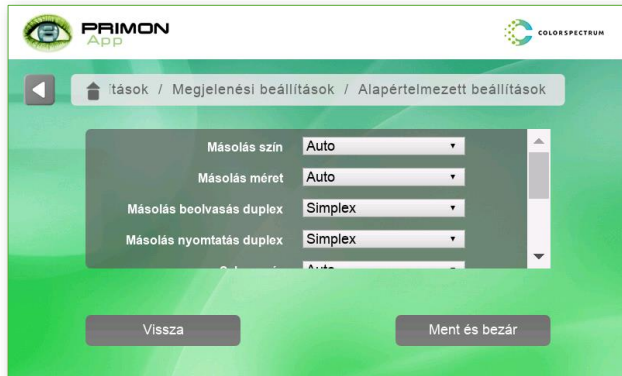 PRIMON
App
COLORSPECTRUM
ítások / Megjelenési beállítások / Alapértelmezett beállítások
Másolás szín Auto
Másolás méret Auto
Másolás beolvasás duplex Simplex
Másolás nyomtatás duplex Simplex
Auto
Vissza Ment és bezár